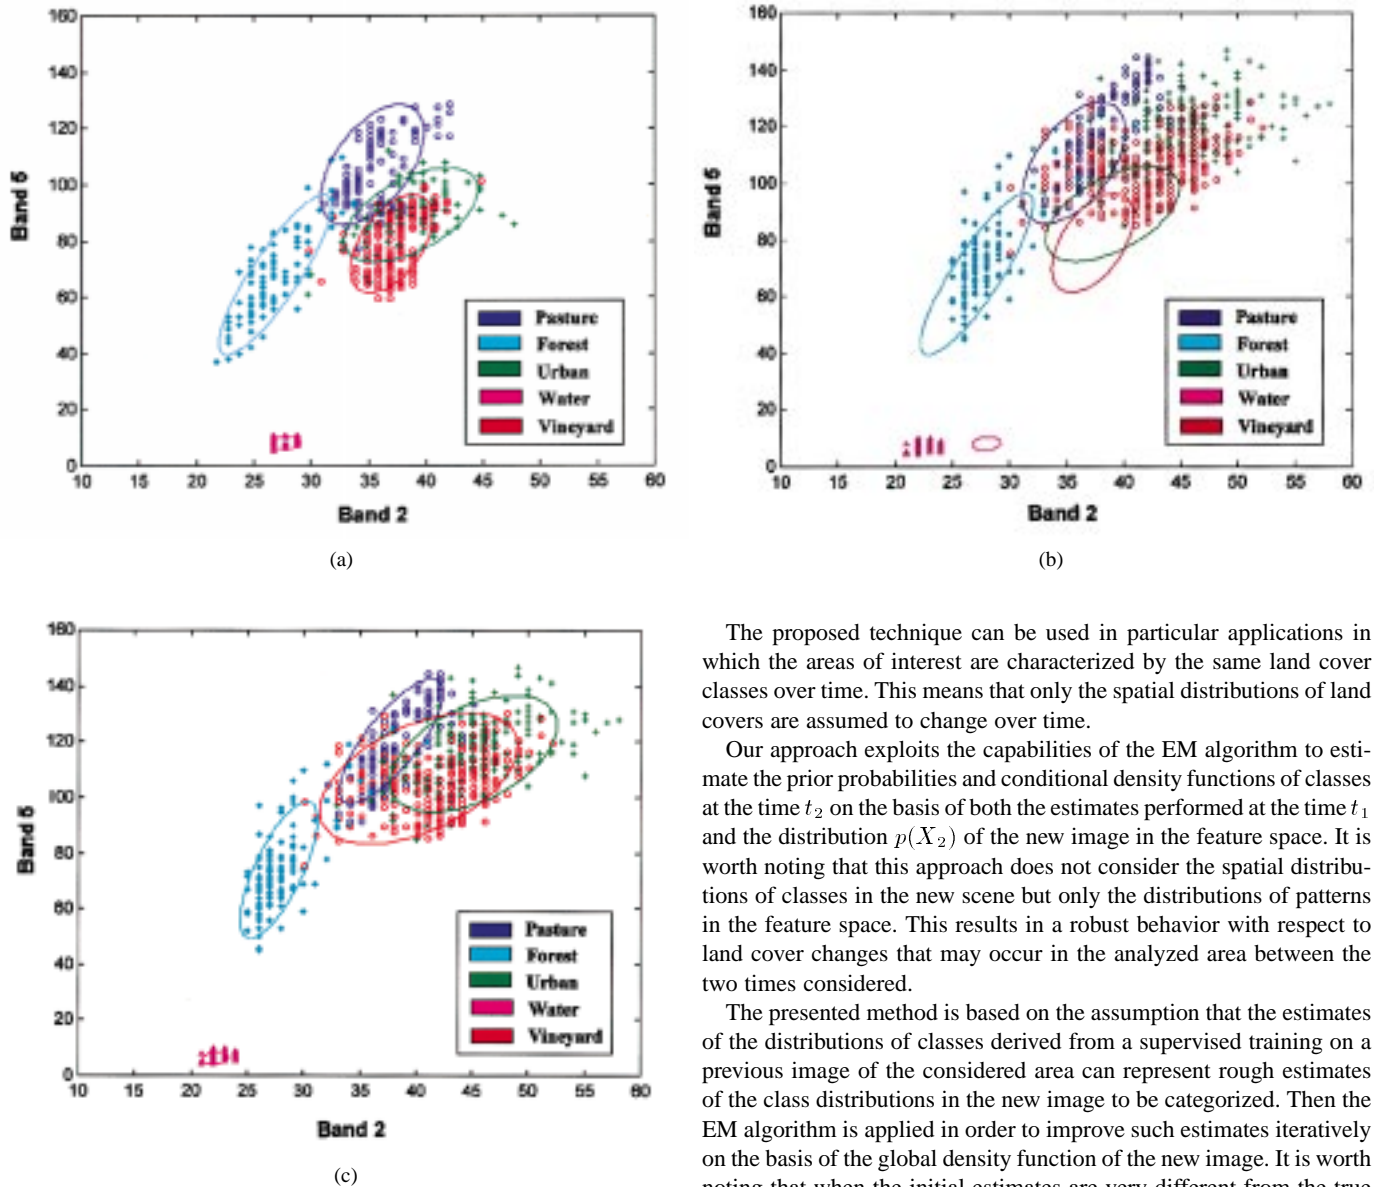 160
140
120
100
80
60
40
20
0
10 15 20 25 30 35 40 45 50 55 60
Band 5
Band 2
Pasture
Forest
Urban
Water
Vineyard
(a)
160
140
120
100
80
60
40
20
0
10 15 20 25 30 35 40 45 50 55 60
Band 5
Band 2
Pasture
Forest
Urban
Water
Vineyard
(b)
160
140
120
100
80
60
40
20
0
10 15 20 25 30 35 40 45 50 55 60
Band 5
Band 2
Pasture
Forest
Urban
Water
Vineyard
(c)
The proposed technique can be used in particular applications in
which the areas of interest are characterized by the same land cover
classes over time. This means that only the spatial distributions of land
covers are assumed to change over time.
Our approach exploits the capabilities of the EM algorithm to esti-
mate the prior probabilities and conditional density functions of classes
at the time t₂ on the basis of both the estimates performed at the time t₁
and the distribution p(X₂) of the new image in the feature space. It is
worth noting that this approach does not consider the spatial distribu-
tions of classes in the new scene but only the distributions of patterns
in the feature space. This results in a robust behavior with respect to
land cover changes that may occur in the analyzed area between the
two times considered.
The presented method is based on the assumption that the estimates
of the distributions of classes derived from a supervised training on a
previous image of the considered area can represent rough estimates
of the class distributions in the new image to be categorized. Then the
EM algorithm is applied in order to improve such estimates iteratively
on the basis of the global density function of the new image. It is worth
noting that when the initial estimates are very different from the true